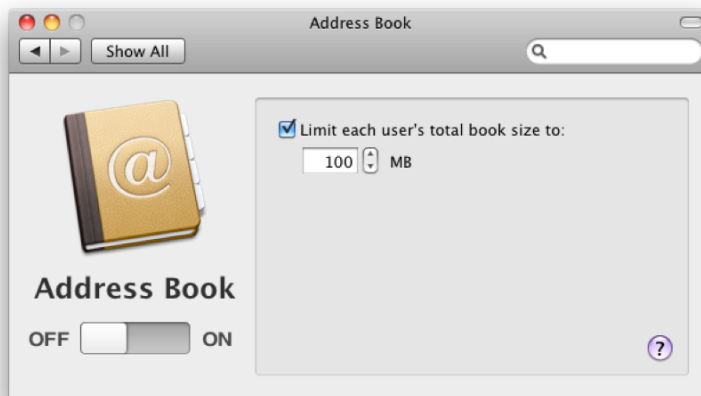 Address Book
Show All
@
Limit each user's total book size to:
100 MB
Address Book
OFF ON
?